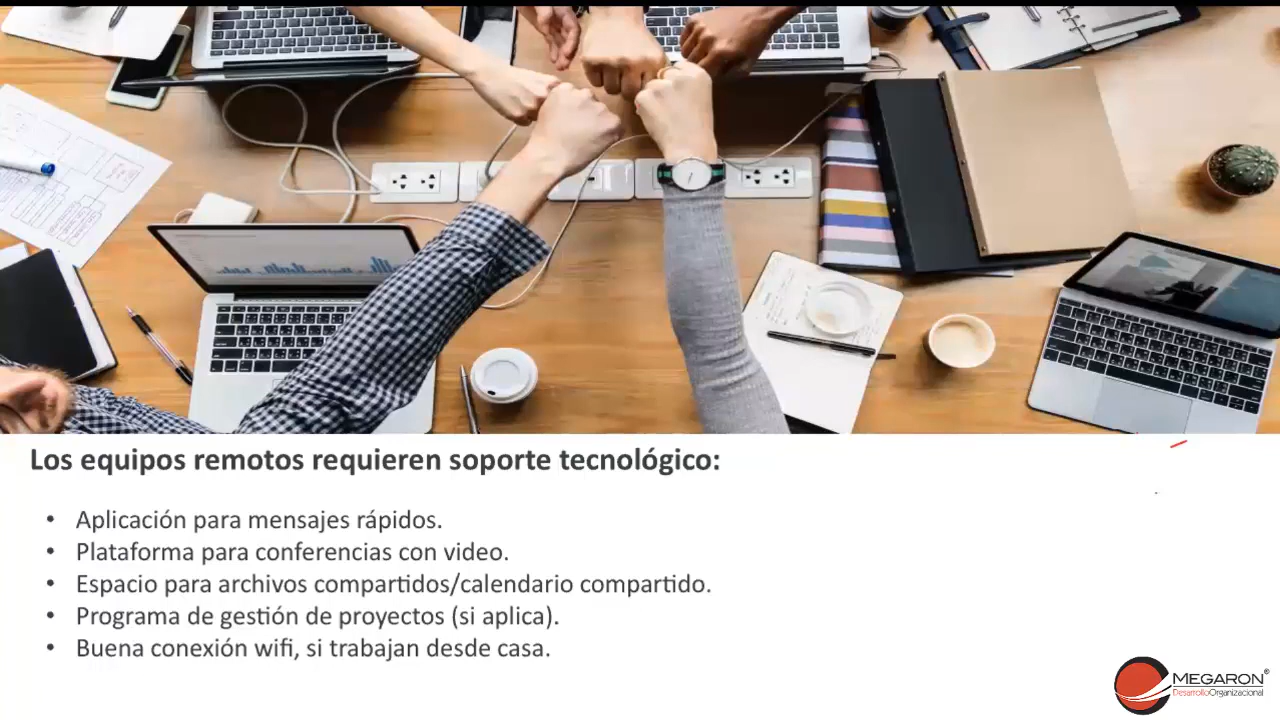 Los equipos remotos requieren soporte tecnológico:
• Aplicación para mensajes rápidos.
• Plataforma para conferencias con video.
• Espacio para archivos compartidos/calendario compartido.
• Programa de gestión de proyectos (si aplica).
• Buena conexión wifi, si trabajan desde casa.
MEGARON®
DesarrolloOrganizacional